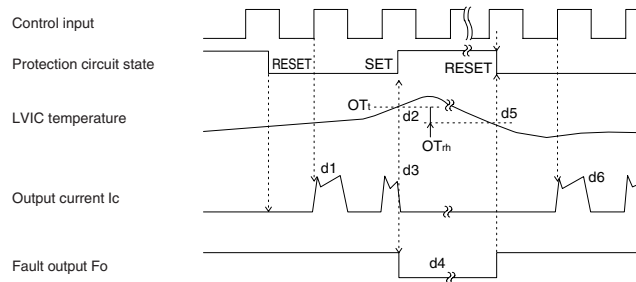 Control input
Protection circuit state
RESET
SET
RESET
LVIC temperature
OTt
d2
d5
OTrh
Output current Ic
d1
d3
d6
Fault output Fo
d4